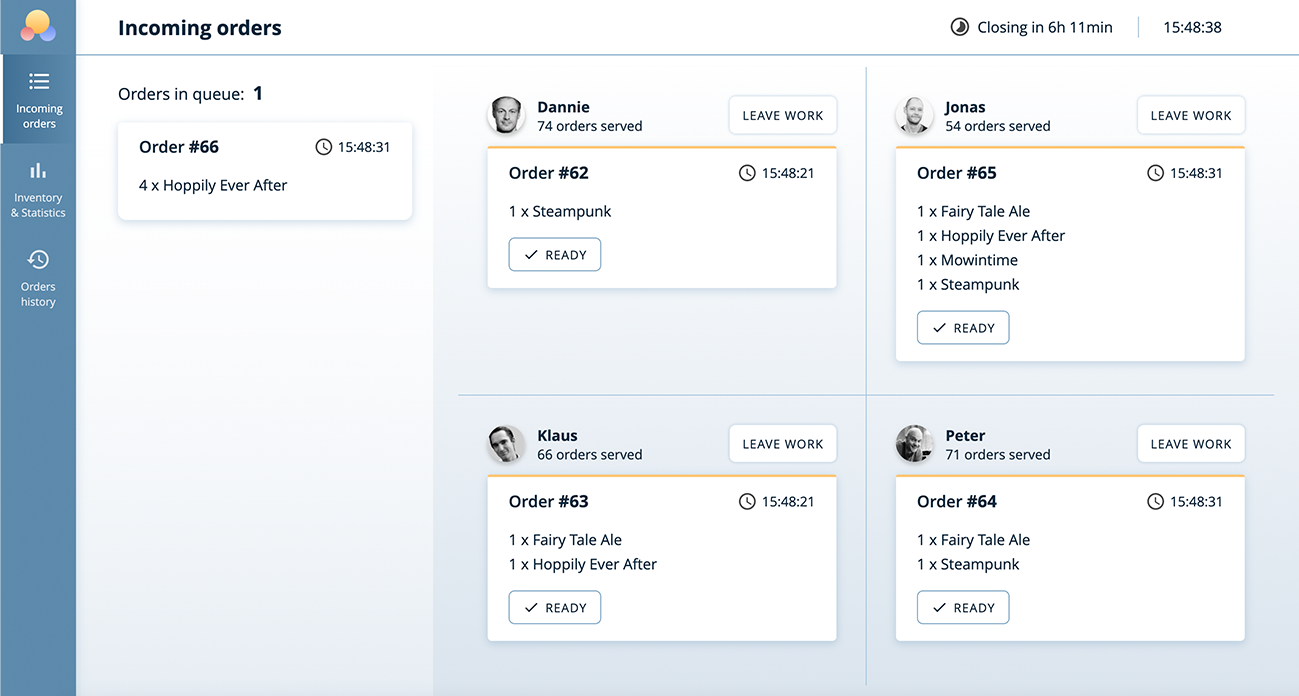 Incoming orders
Closing in 6h 11min
15:48:38
Incoming
orders
Inventory
& Statistics
Orders
history
Orders in queue: 1
Order #66
15:48:31
4 x Hoppily Ever After
Dannie
74 orders served
LEAVE WORK
Order #62
15:48:21
1 x Steampunk
READY
Jonas
54 orders served
LEAVE WORK
Order #65
15:48:31
1 x Fairy Tale Ale
1 x Hoppily Ever After
1 x Mowintime
1 x Steampunk
READY
Klaus
66 orders served
LEAVE WORK
Order #63
15:48:21
1 x Fairy Tale Ale
1 x Hoppily Ever After
READY
Peter
71 orders served
LEAVE WORK
Order #64
15:48:31
1 x Fairy Tale Ale
1 x Steampunk
READY